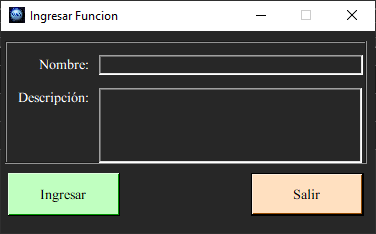 Ingresar Funcion
Nombre:
Descripción:
Ingresar
Salir